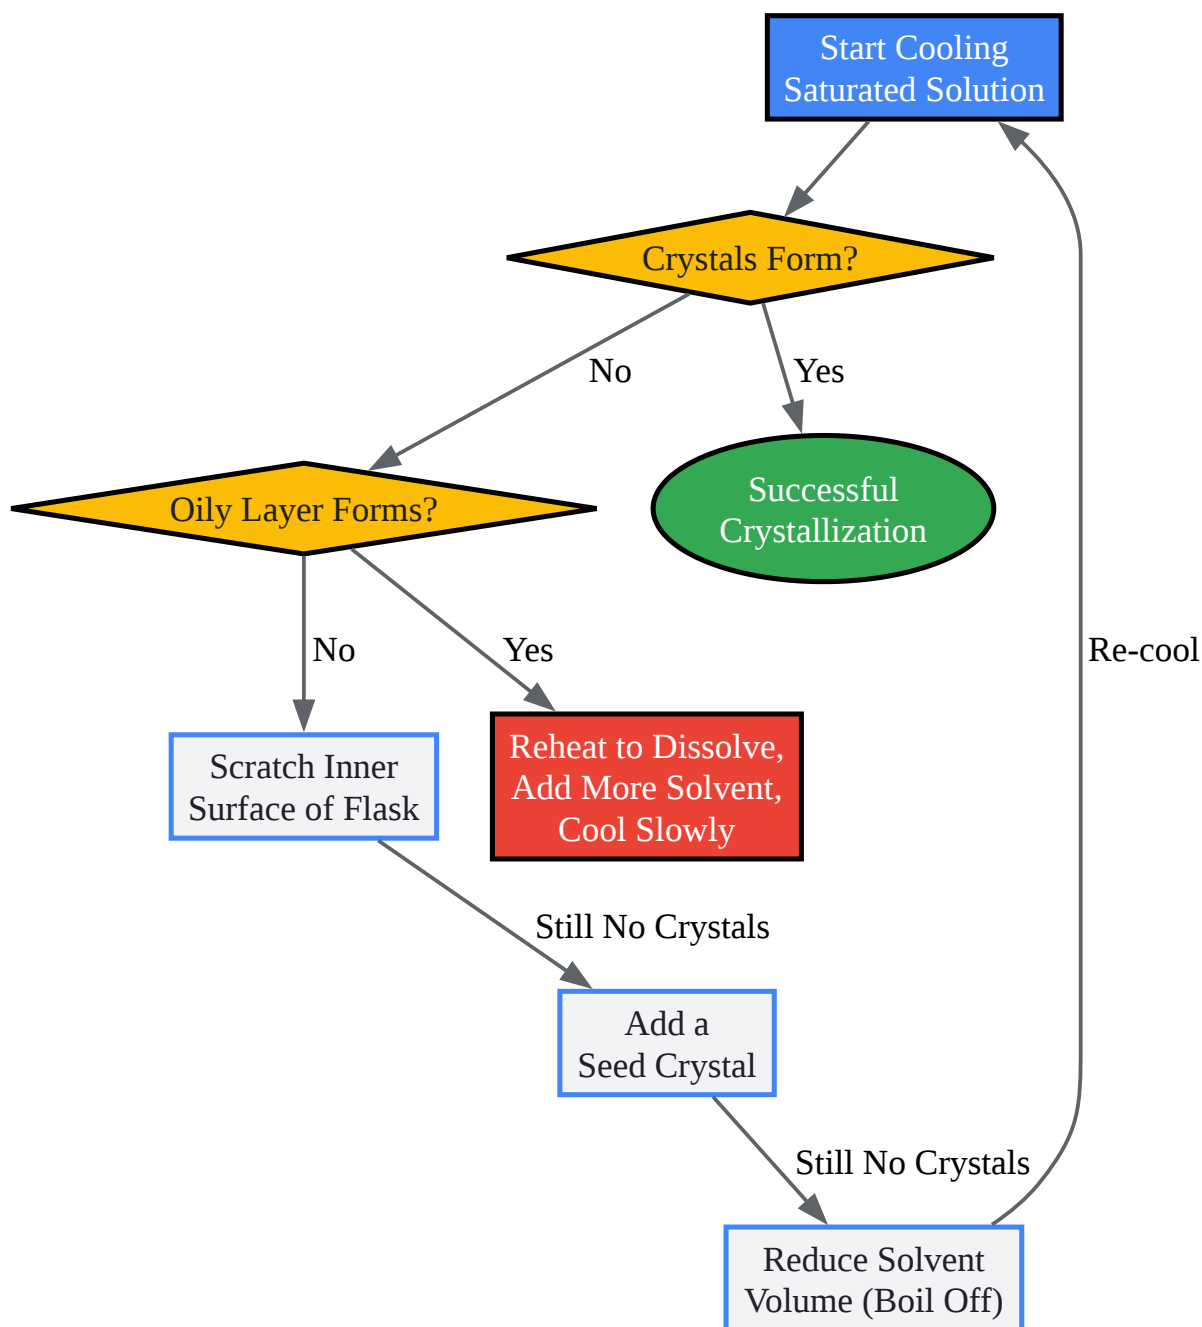 Start Cooling
Saturated Solution
Crystals Form?
No
Yes
Oily Layer Forms?
Successful
Crystallization
No
Yes
Re-cool
Scratch Inner
Surface of Flask
Reheat to Dissolve,
Add More Solvent,
Cool Slowly
Still No Crystals
Add a
Seed Crystal
Still No Crystals
Reduce Solvent
Volume (Boil Off)